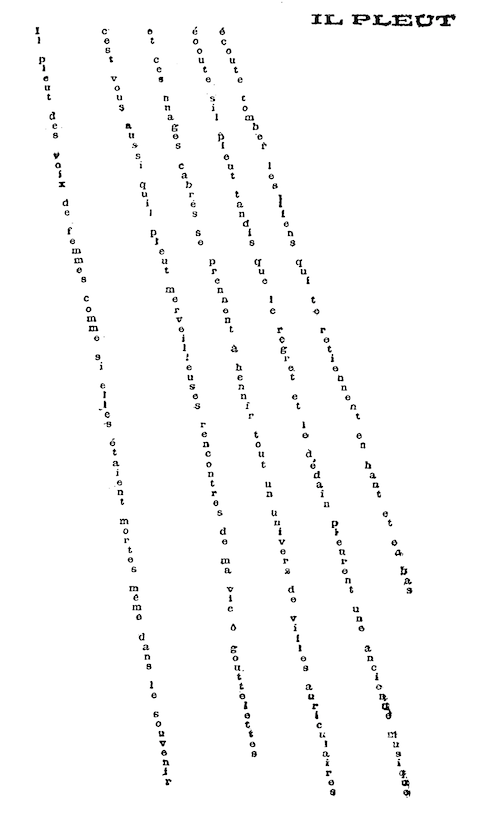 IL PLEUT
Il pleut des voix de femmes comme si elles étaient mortes même dans le souvenir
c'est vous aussi qu'il pleut merveilleuses rencontres de ma vie ô gouttelettes
et ces nuages cabrés se prennent à hennir tout un univers de villes auriculaires
écoute s'il pleut tandis que le regret et le dédain pleurent une ancienne musique
écoute tomber les liens qui te retiennent en haut et en bas